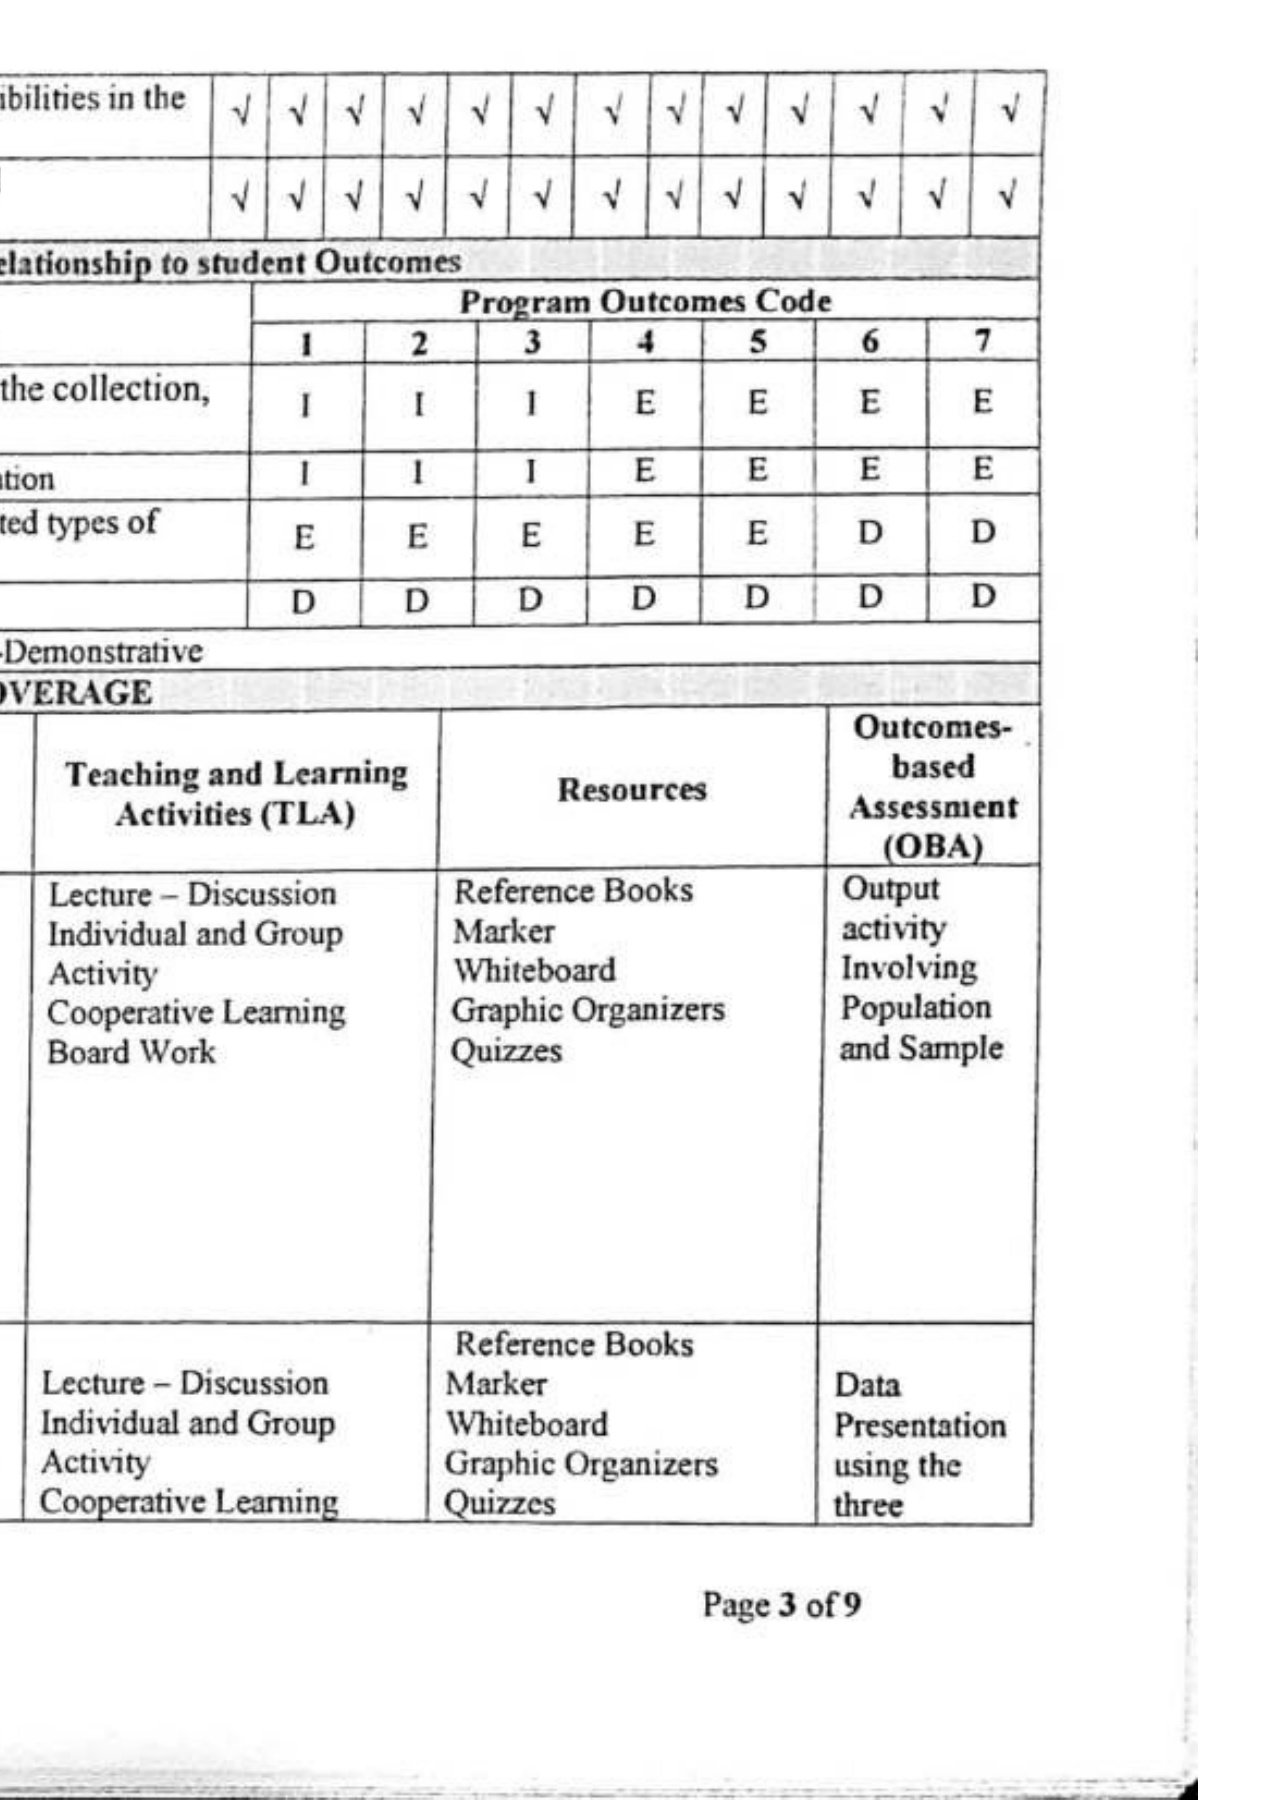 ibilities in the √ √ √ √ √ √ √ √ √ √ √ √ √
√ √ √ √ √ √ √ √ √ √ √ √ √
elationship to student Outcomes
Program Outcomes Code
1 2 3 4 5 6 7
the collection, I I I E E E E
ation I I I E E E E
ted types of E E E E E D D
D D D D D D D
-Demonstrative
OVERAGE
Teaching and Learning
Activities (TLA)
Resources
Outcomes-
based
Assessment
(OBA)
Lecture – Discussion
Individual and Group
Activity
Cooperative Learning
Board Work
Reference Books
Marker
Whiteboard
Graphic Organizers
Quizzes
Output
activity
Involving
Population
and Sample
Lecture – Discussion
Individual and Group
Activity
Cooperative Learning
Reference Books
Marker
Whiteboard
Graphic Organizers
Quizzes
Data
Presentation
using the
three
Page 3 of 9